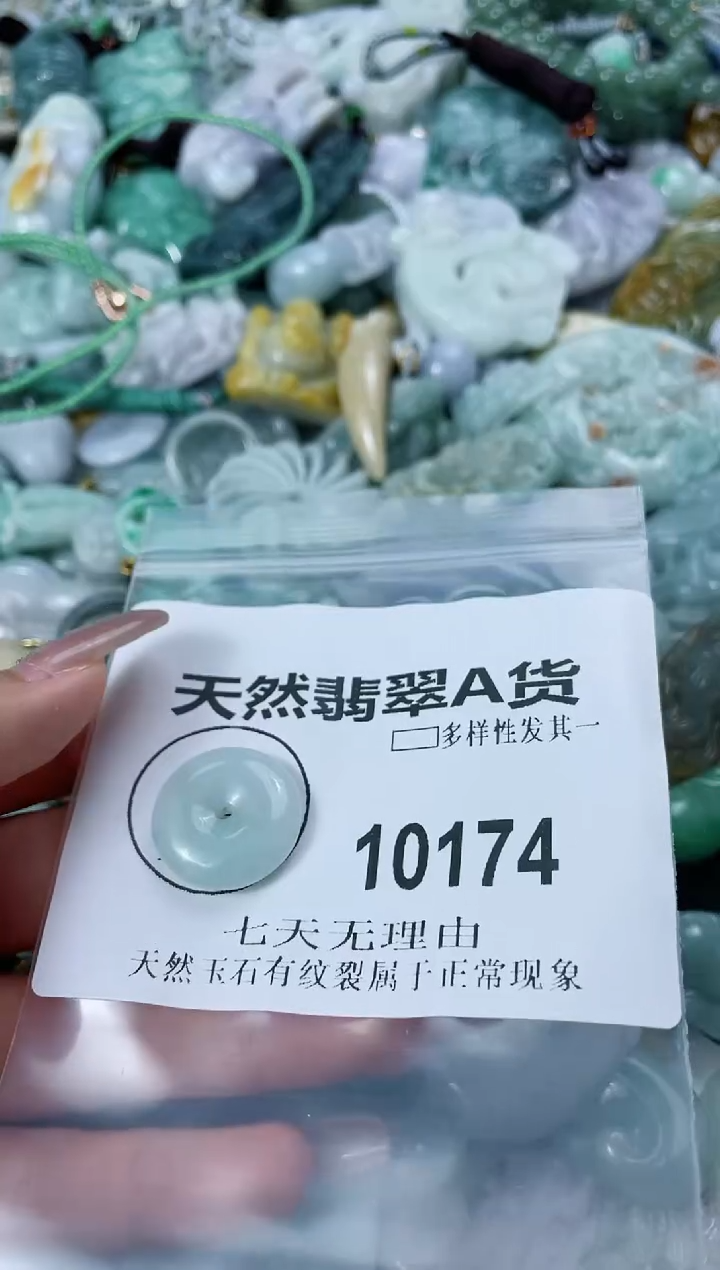 天然翡翠A货
多样性发其一
10174
七天无理由
天然玉石有纹裂属于正常现象